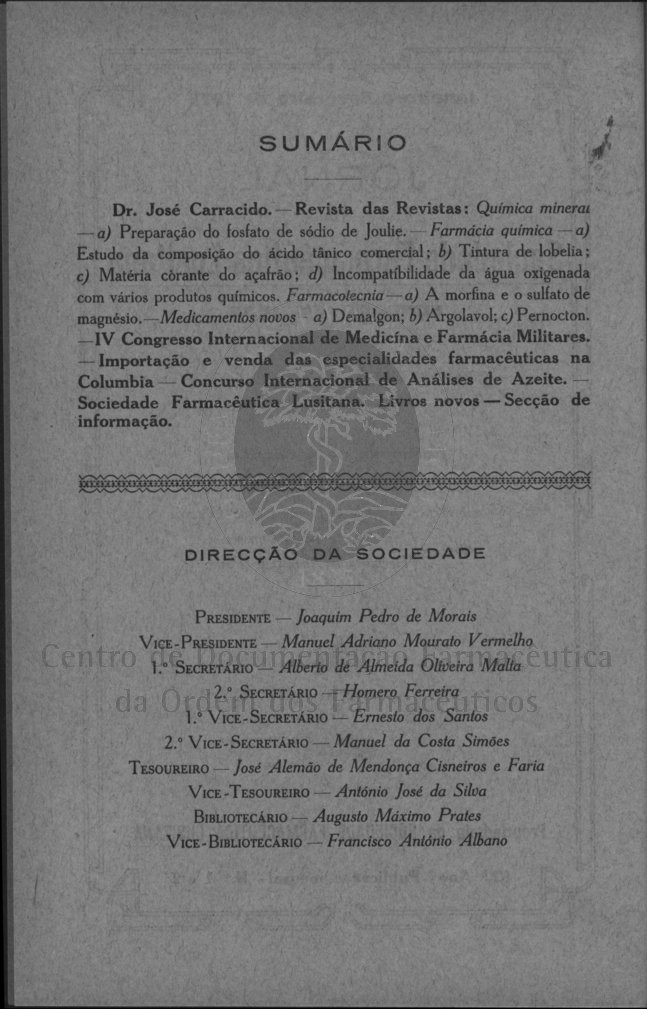 SUMÁRIO
Dr. José Carracido. — Revista das Revistas: Química mineral
— a) Preparação do fosfato de sódio de Joulie. — Farmácia química — a)
Estudo da composição do ácido tânico comercial; b) Tintura de lobelia;
c) Matéria còrante do açafrão; d) Incompatíbilidade da água oxigenada
com vários produtos químicos. Farmacotecnia — a) A morfina e o sulfato de
magnésio. — Medicamentos novos - a) Demalgon; b) Argolavol; c) Pernocton.
— IV Congresso Internacional de Medicína e Farmácia Militares.
— Importação e venda das especialidades farmacêuticas na
Columbia — Concurso Internacional de Análises de Azeite. —
Sociedade Farmacêutica Lusitana. Livros novos — Secção de
informação.
DIRECÇÃO DA SOCIEDADE
PRESIDENTE — Joaquim Pedro de Morais
VICE-PRESIDENTE — Manuel Adriano Mourato Vermelho
Centro de Documentação Farmacêutica
1.º SECRETÁRIO — Alberto de Almeida Oliveira Malta
2.º SECRETÁRIO — Homero Ferreira
da Ordem dos Farmacêuticos
1.º VICE-SECRETÁRIO — Ernesto dos Santos
2.º VICE-SECRETÁRIO — Manuel da Costa Simões
TESOUREIRO — José Alemão de Mendonça Cisneiros e Faria
VICE-TESOUREIRO — António José da Silva
BIBLIOTECÁRIO — Augusto Máximo Prates
VICE-BIBLIOTECÁRIO — Francisco António Albano